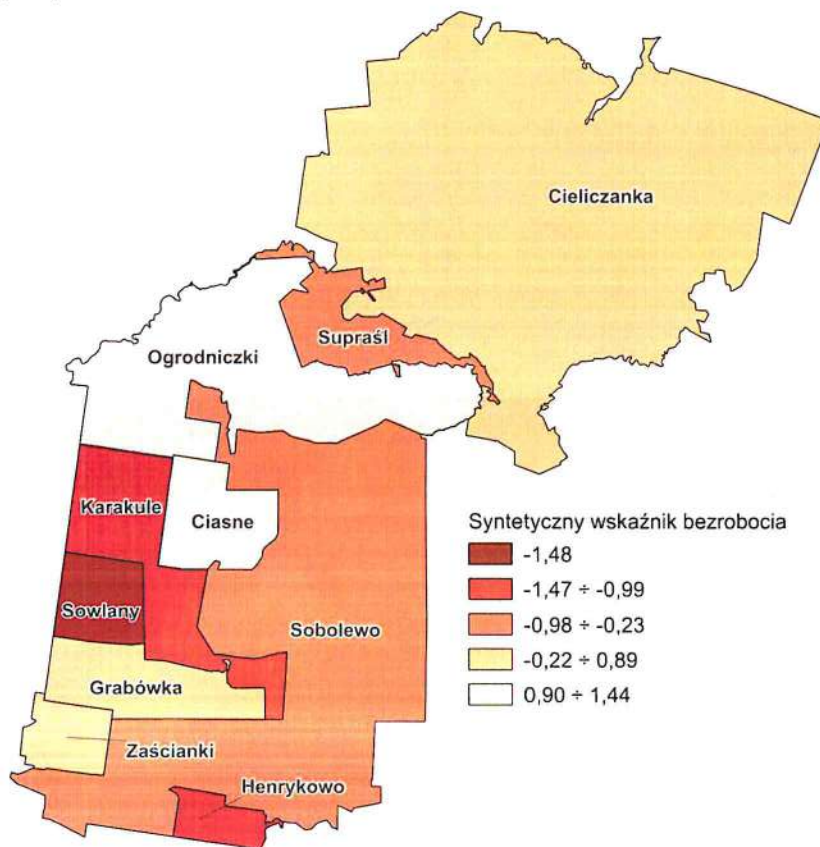 Cieliczanka
Supraśl
Ogrodniczki
Karakule
Ciasne
Syntetyczny wskaźnik bezrobocia
-1,48
-1,47 ÷ -0,99
-0,98 ÷ -0,23
-0,22 ÷ 0,89
0,90 ÷ 1,44
Sowlany
Sobolewo
Grabówka
Zaścianki
Henrykowo